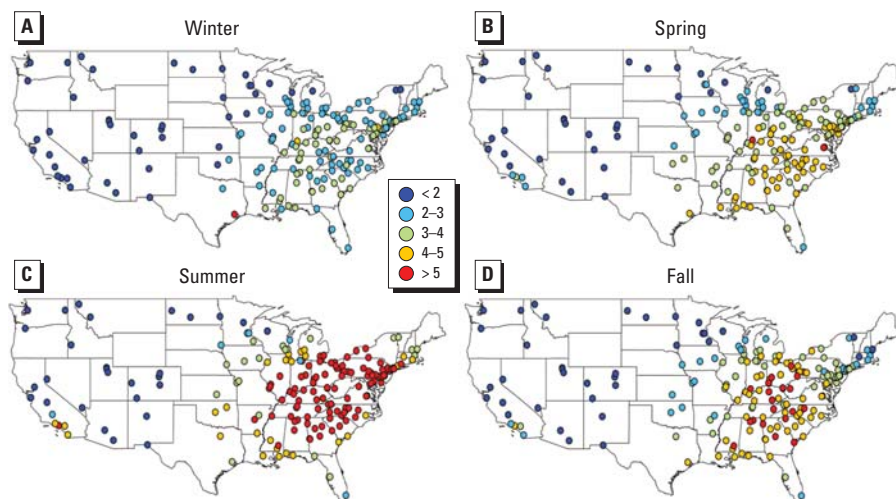 A Winter
B Spring
< 2
2–3
3–4
4–5
> 5
C Summer
D Fall